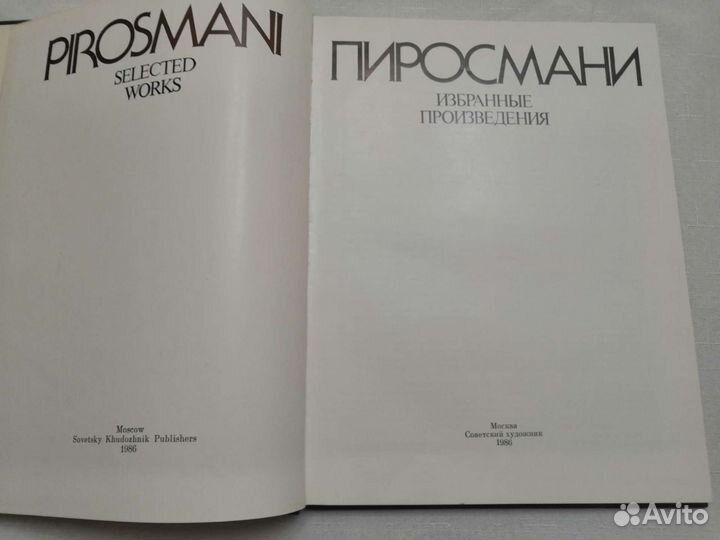 PIROSMANI
SELECTED
WORKS
Moscow
Sovetsky Khudozhnik Publishers
1986
ПИРОСМАНИ
ИЗБРАННЫЕ
ПРОИЗВЕДЕНИЯ
Москва
Советский художник
1986
Avito